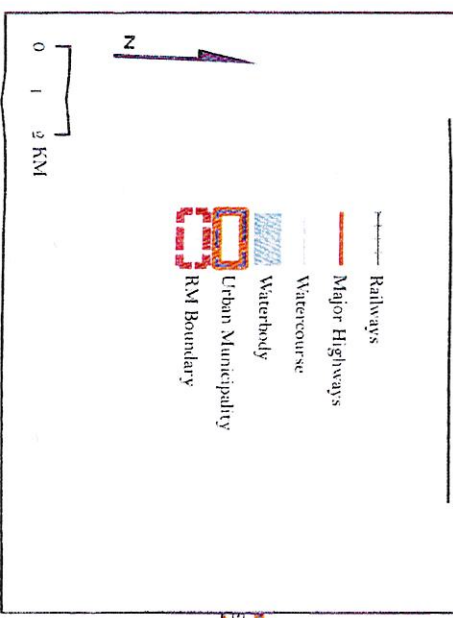 Railways
Major Highways
Watercourse
Waterbody
Urban Municipality
RM Boundary
N
0 1 2 KM